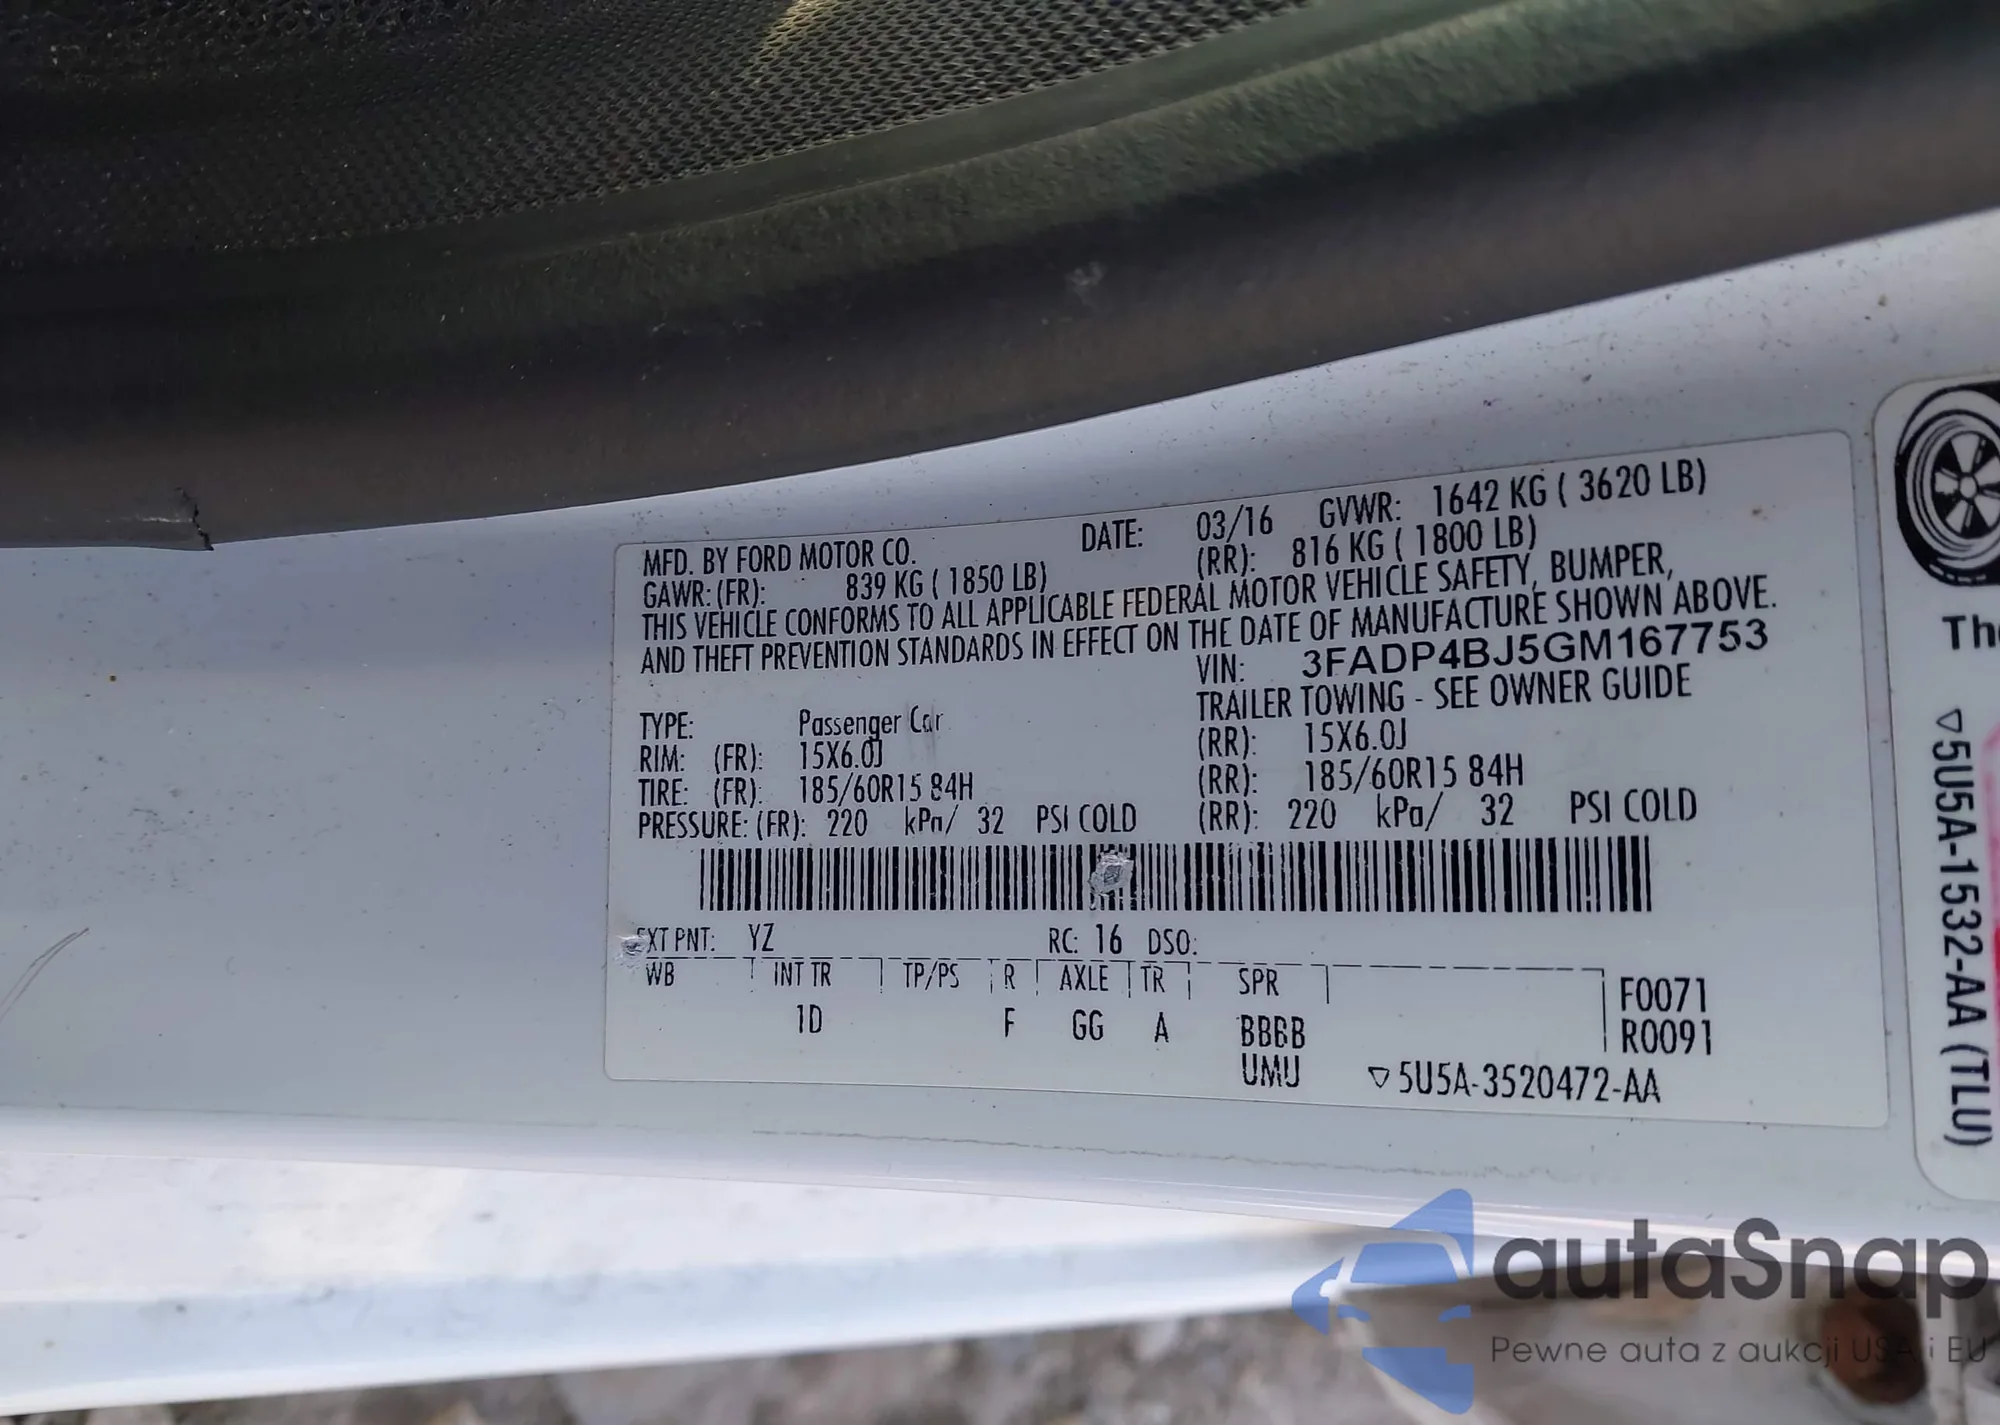 MFD. BY FORD MOTOR CO. DATE: 03/16 GVWR: 1642 KG ( 3620 LB)
GAWR: (FR): 839 KG ( 1850 LB) (RR): 816 KG ( 1800 LB)
THIS VEHICLE CONFORMS TO ALL APPLICABLE FEDERAL MOTOR VEHICLE SAFETY, BUMPER,
AND THEFT PREVENTION STANDARDS IN EFFECT ON THE DATE OF MANUFACTURE SHOWN ABOVE.
VIN: 3FADP4BJ5GM167753
TRAILER TOWING - SEE OWNER GUIDE
TYPE: Passenger Car
RIM: (FR): 15X6.0J (RR): 15X6.0J
TIRE: (FR): 185/60R15 84H (RR): 185/60R15 84H
PRESSURE: (FR): 220 kPa/ 32 PSI COLD (RR): 220 kPa/ 32 PSI COLD
EXT PNT: YZ RC: 16 DSO:
WB INT TR TP/PS R AXLE TR SPR
1D F GG A BBBB
UMU
F0071
R0091
▽5U5A-3520472-AA
▽5U5A-1532-AA (TLU)
autaSnap
Pewne auta z aukcji USA i EU